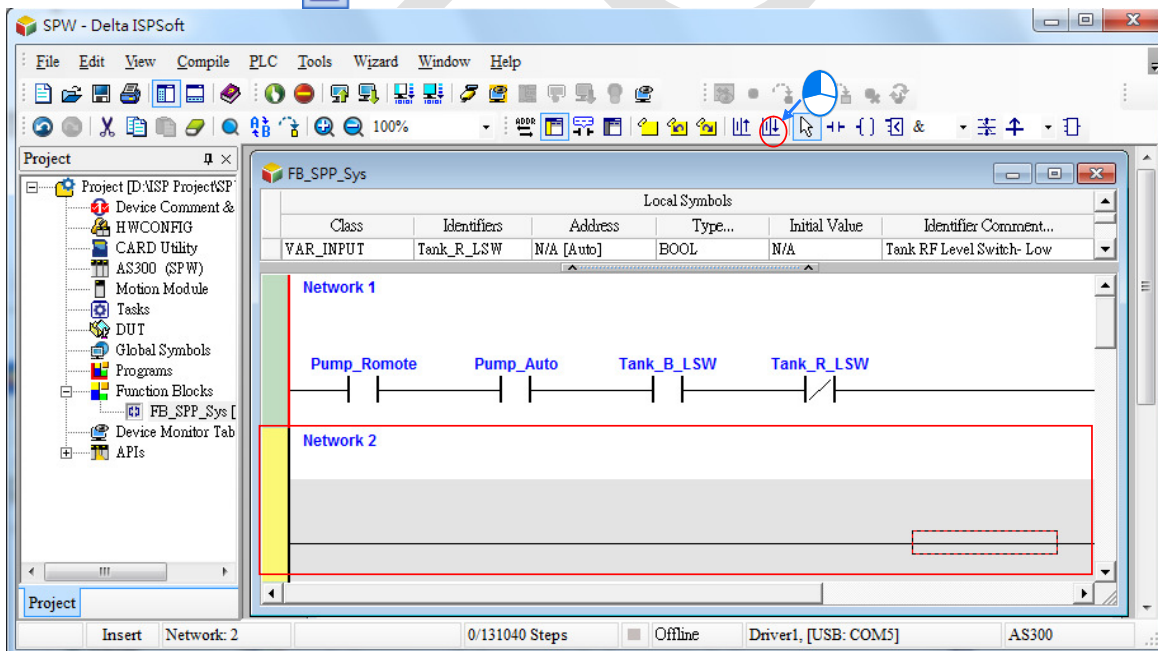 SPW - Delta ISPSoft
File Edit View Compile PLC Tools Wizard Window Help
100%
&
Project
Project [D:\ISP Project\SP
Device Comment &
HWCONFIG
CARD Utility
AS300 (SPW)
Motion Module
Tasks
DUT
Global Symbols
Programs
Function Blocks
FB_SPP_Sys [
Device Monitor Tab
APIs
Project
FB_SPP_Sys
Local Symbols
Class Identifiers Address Type... Initial Value Identifier Comment...
VAR_INPUT Tank_R_LSW N/A [Auto] BOOL N/A Tank RF Level Switch- Low
Network 1
Pump_Romote Pump_Auto Tank_B_LSW Tank_R_LSW
Network 2
Insert Network: 2 0/131040 Steps Offline Driver1, [USB: COM5] AS300